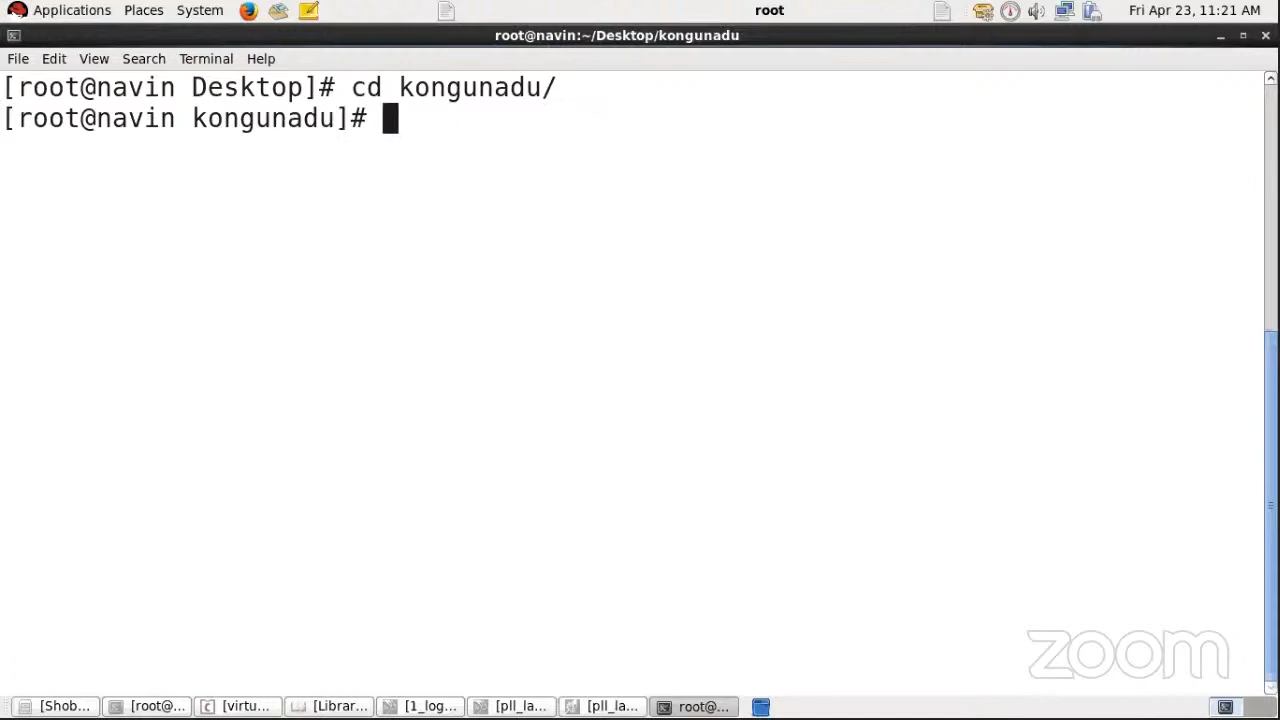 Applications Places System root Fri Apr 23, 11:21 AM
root@navin:~/Desktop/kongunadu
File Edit View Search Terminal Help
[root@navin Desktop]# cd kongunadu/
[root@navin kongunadu]#
zoom
[Shob... [root@... [virtu... [Librar... [1_log... [pll_la... [pll_la... root@...